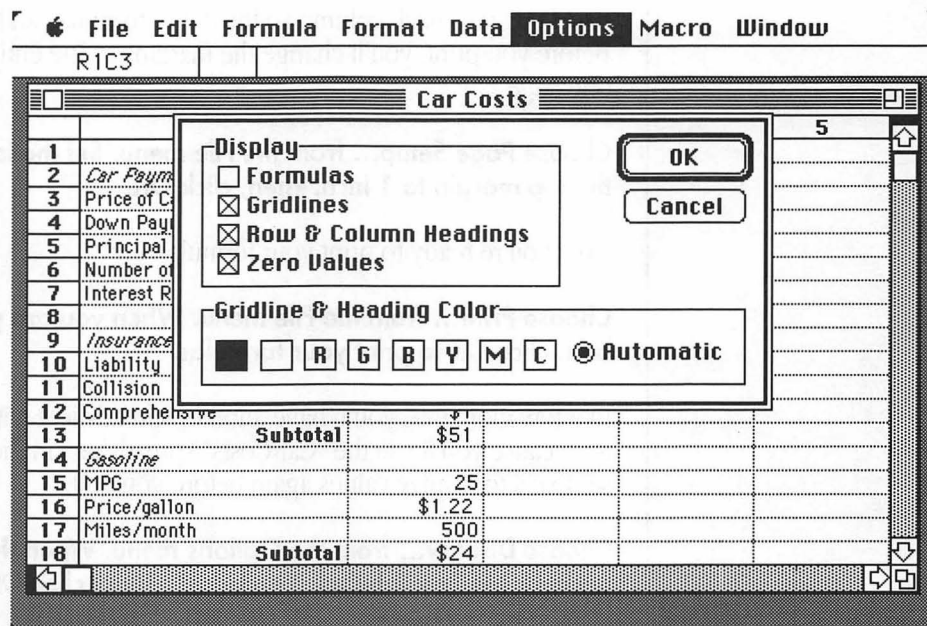 File Edit Formula Format Data Options Macro Window
R1C3
Car Costs
5
Display
Formulas
Gridlines
Row & Column Headings
Zero Values
OK
Cancel
Gridline & Heading Color
R G B Y M C Automatic
2 Car Paym
3 Price of C
4 Down Pay
5 Principal
6 Number of
7 Interest R
8
9 Insurance
10 Liability
11 Collision
12 Comprehensive $1
13 Subtotal $51
14 Gasoline
15 MPG 25
16 Price/gallon $1.22
17 Miles/month 500
18 Subtotal $24